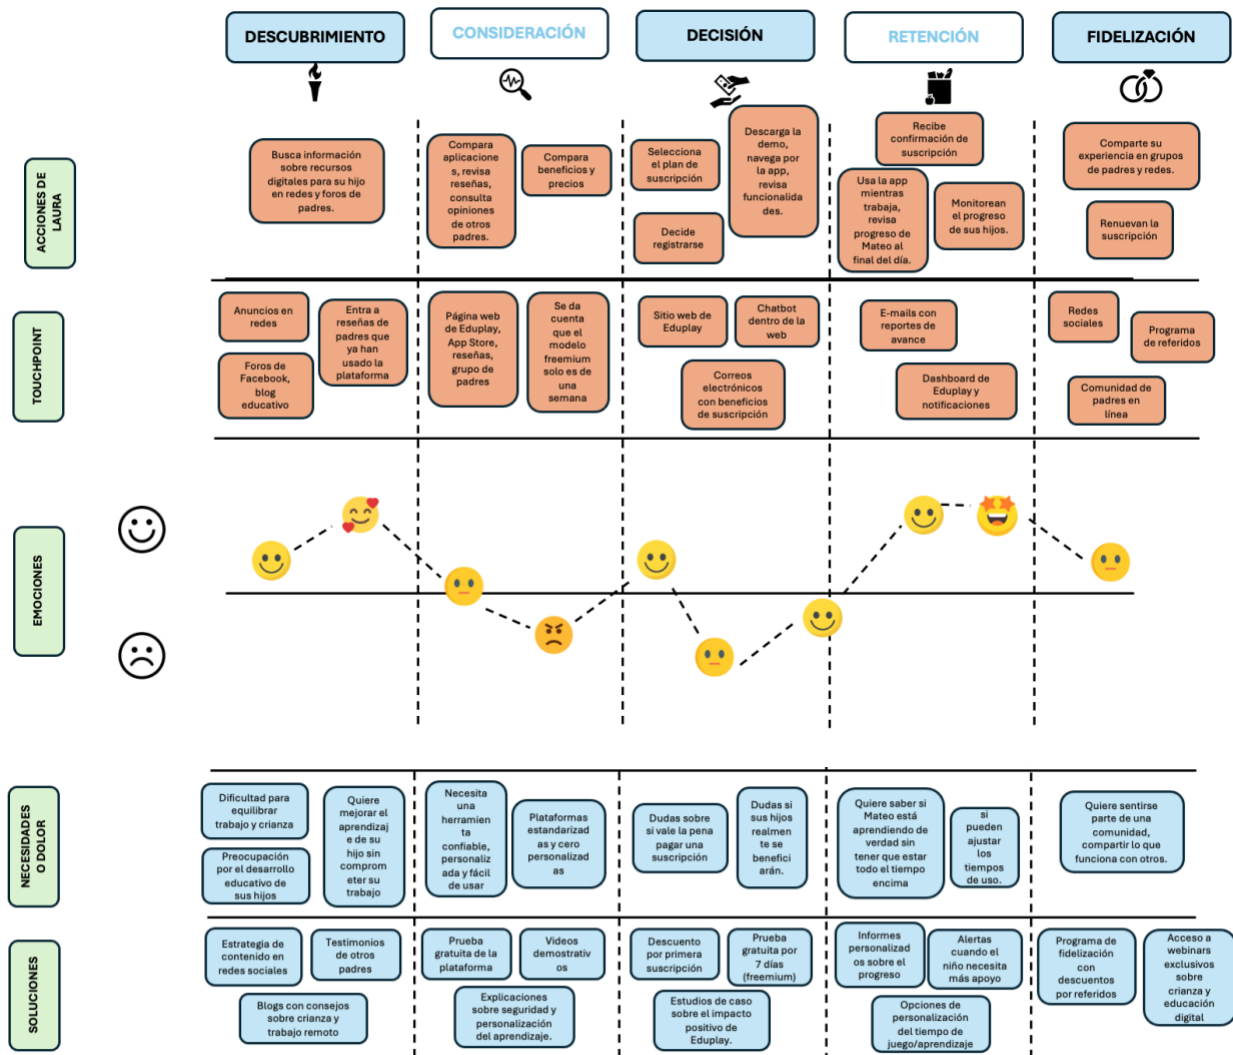 DESCUBRIMIENTO
CONSIDERACIÓN
DECISIÓN
RETENCIÓN
FIDELIZACIÓN
ACCIONES DE
LAURA
Busca información
sobre recursos
digitales para su hijo
en redes y foros de
padres.
Compara
aplicacione
s, revisa
reseñas,
consulta
opiniones
de otros
padres.
Compara
beneficios y
precios
Selecciona
el plan de
suscripción
Decide
registrarse
Descarga la
demo,
navega por
la app,
revisa
funcionalida
des.
Recibe
confirmación de
suscripción
Usa la app
mientras
trabaja,
revisa
progreso de
Mateo al
final del día.
Monitorean
el progreso
de sus hijos.
Comparte su
experiencia en grupos
de padres y redes.
Renuevan la
suscripción
TOUCHPOINT
Anuncios en
redes
Foros de
Facebook,
blog
educativo
Entra a
reseñas de
padres que
ya han
usado la
plataforma
Página web
de Eduplay,
App Store,
reseñas,
grupo de
padres
Se da
cuenta
que el
modelo
freemium
solo es de
una
semana
Sitio web de
Eduplay
Chatbot
dentro de la
web
Correos
electrónicos
con beneficios
de suscripción
E-mails con
reportes de
avance
Dashboard de
Eduplay y
notificaciones
Redes
sociales
Programa
de referidos
Comunidad de
padres en
línea
EMOCIONES
NECESIDADES
O DOLOR
Dificultad para
equilibrar
trabajo y crianza
Preocupación
por el desarrollo
educativo de
sus hijos
Quiere
mejorar el
aprendizaj
e de su
hijo sin
comprom
eter su
trabajo
Necesita
una
herramien
ta
confiable,
personaliz
ada y fácil
de usar
Plataformas
estandarizad
as y cero
personalizad
as
Dudas sobre
si vale la pena
pagar una
suscripción
Dudas si
sus hijos
realmen
te se
benefici
arán.
Quiere saber si
Mateo está
aprendiendo de
verdad sin
tener que estar
todo el tiempo
encima
si
pueden
ajustar
los
tiempos
de uso.
Quiere sentirse
parte de una
comunidad,
compartir lo que
funciona con otros.
SOLUCIONES
Estrategia de
contenido en
redes sociales
Testimonios
de otros
padres
Blogs con consejos
sobre crianza y
trabajo remoto
Prueba
gratuita de la
plataforma
Videos
demostrativ
os
Explicaciones
sobre seguridad y
personalización
del aprendizaje.
Descuento
por primera
suscripción
Prueba
gratuita por
7 días
(freemium)
Estudios de caso
sobre el impacto
positivo de
Eduplay.
Informes
personalizad
os sobre el
progreso
Alertas
cuando el
niño necesita
más apoyo
Opciones de
personalización
del tiempo de
juego/aprendizaje
Programa de
fidelización
con
descuentos
por referidos
Acceso a
webinars
exclusivos
sobre
crianza y
educación
digital